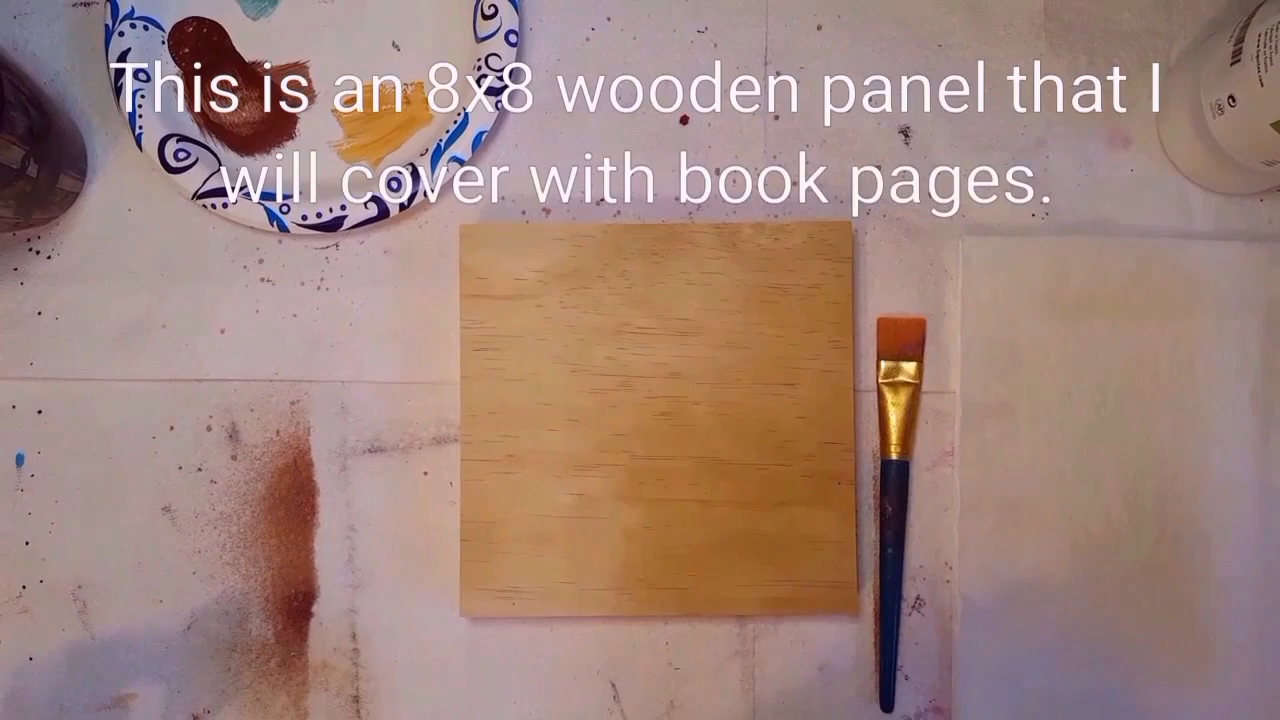 This is an 8x8 wooden panel that I
will cover with book pages.